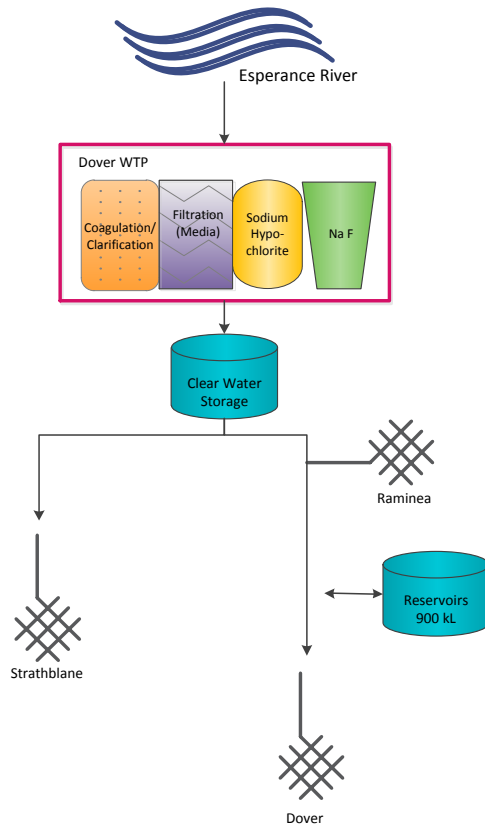 Esperance River
Dover WTP
Coagulation/
Clarification
Filtration
(Media)
Sodium
Hypo-
chlorite
Na F
Clear Water
Storage
Raminea
Reservoirs
900 kL
Strathblane
Dover